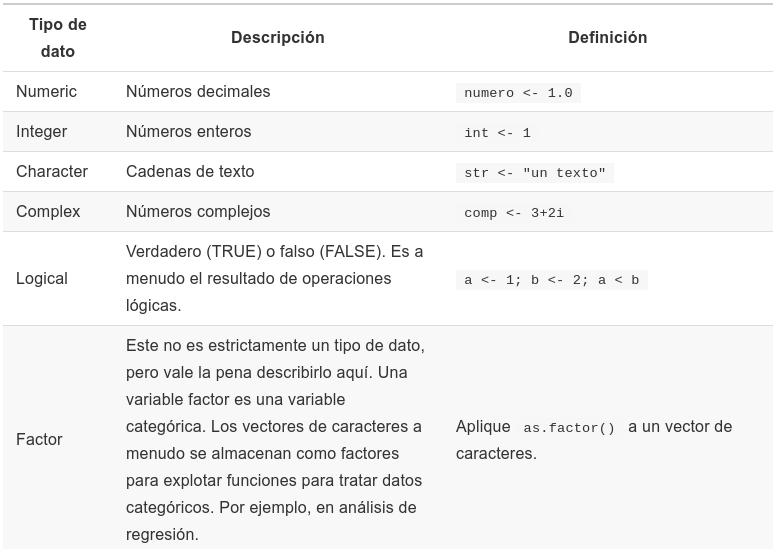 Tipo de
dato
Descripción
Definición
Numeric
Números decimales
numero <- 1.0
Integer
Números enteros
int <- 1
Character
Cadenas de texto
str <- "un texto"
Complex
Números complejos
comp <- 3+2i
Logical
Verdadero (TRUE) o falso (FALSE). Es a
menudo el resultado de operaciones
lógicas.
a <- 1; b <- 2; a < b
Factor
Este no es estrictamente un tipo de dato,
pero vale la pena describirlo aquí. Una
variable factor es una variable
categórica. Los vectores de caracteres a
menudo se almacenan como factores
para explotar funciones para tratar datos
categóricos. Por ejemplo, en análisis de
regresión.
Aplique as.factor() a un vector de
caracteres.